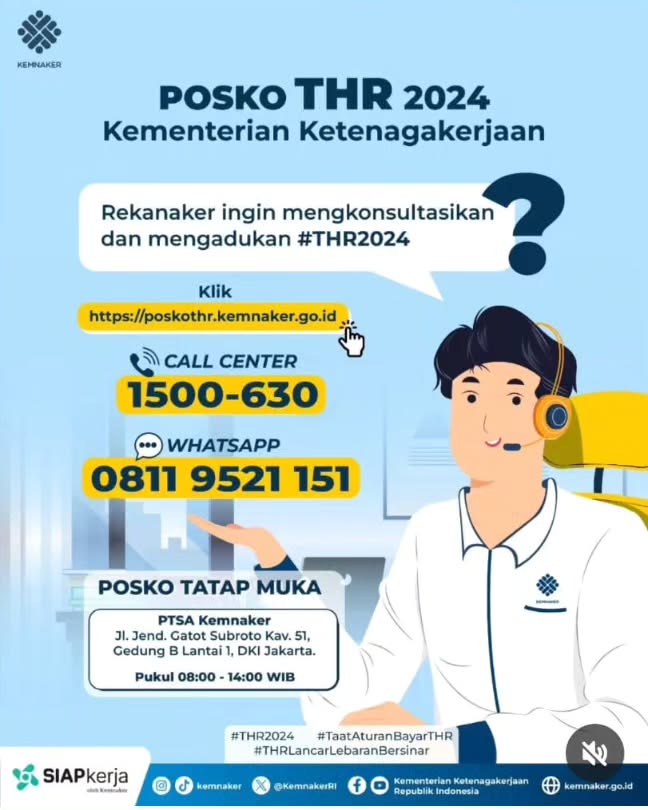 KEMNAKER
POSKO THR 2024
Kementerian Ketenagakerjaan
Rekanaker ingin mengkonsultasikan
dan mengadukan #THR2024
?
Klik
https://poskothr.kemnaker.go.id
CALL CENTER
1500-630
WHATSAPP
0811 9521 151
POSKO TATAP MUKA
PTSA Kemnaker
Jl. Jend. Gatot Subroto Kav. 51,
Gedung B Lantai 1, DKI Jakarta.
Pukul 08:00 - 14:00 WIB
KEMNAKER
#THR2024 #TaatAturanBayarTHR
#THRLancarLebaranBersinar
SIAPkerja
oleh Kemnaker
kemnaker
@KemnakerRI
Kementerian Ketenagakerjaan
Republik Indonesia
kemnaker.go.id